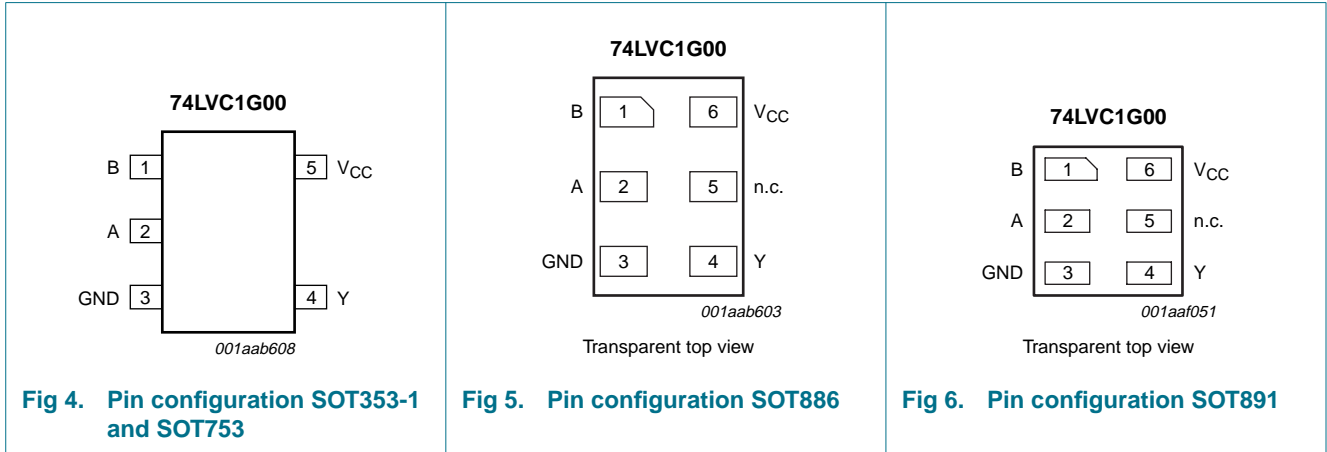 74LVC1G00
B 1 5 VCC
A 2
GND 3 4 Y
001aab608
Fig 4. Pin configuration SOT353-1
and SOT753
74LVC1G00
B 1 6 VCC
A 2 5 n.c.
GND 3 4 Y
001aab603
Transparent top view
Fig 5. Pin configuration SOT886
74LVC1G00
B 1 6 VCC
A 2 5 n.c.
GND 3 4 Y
001aaf051
Transparent top view
Fig 6. Pin configuration SOT891